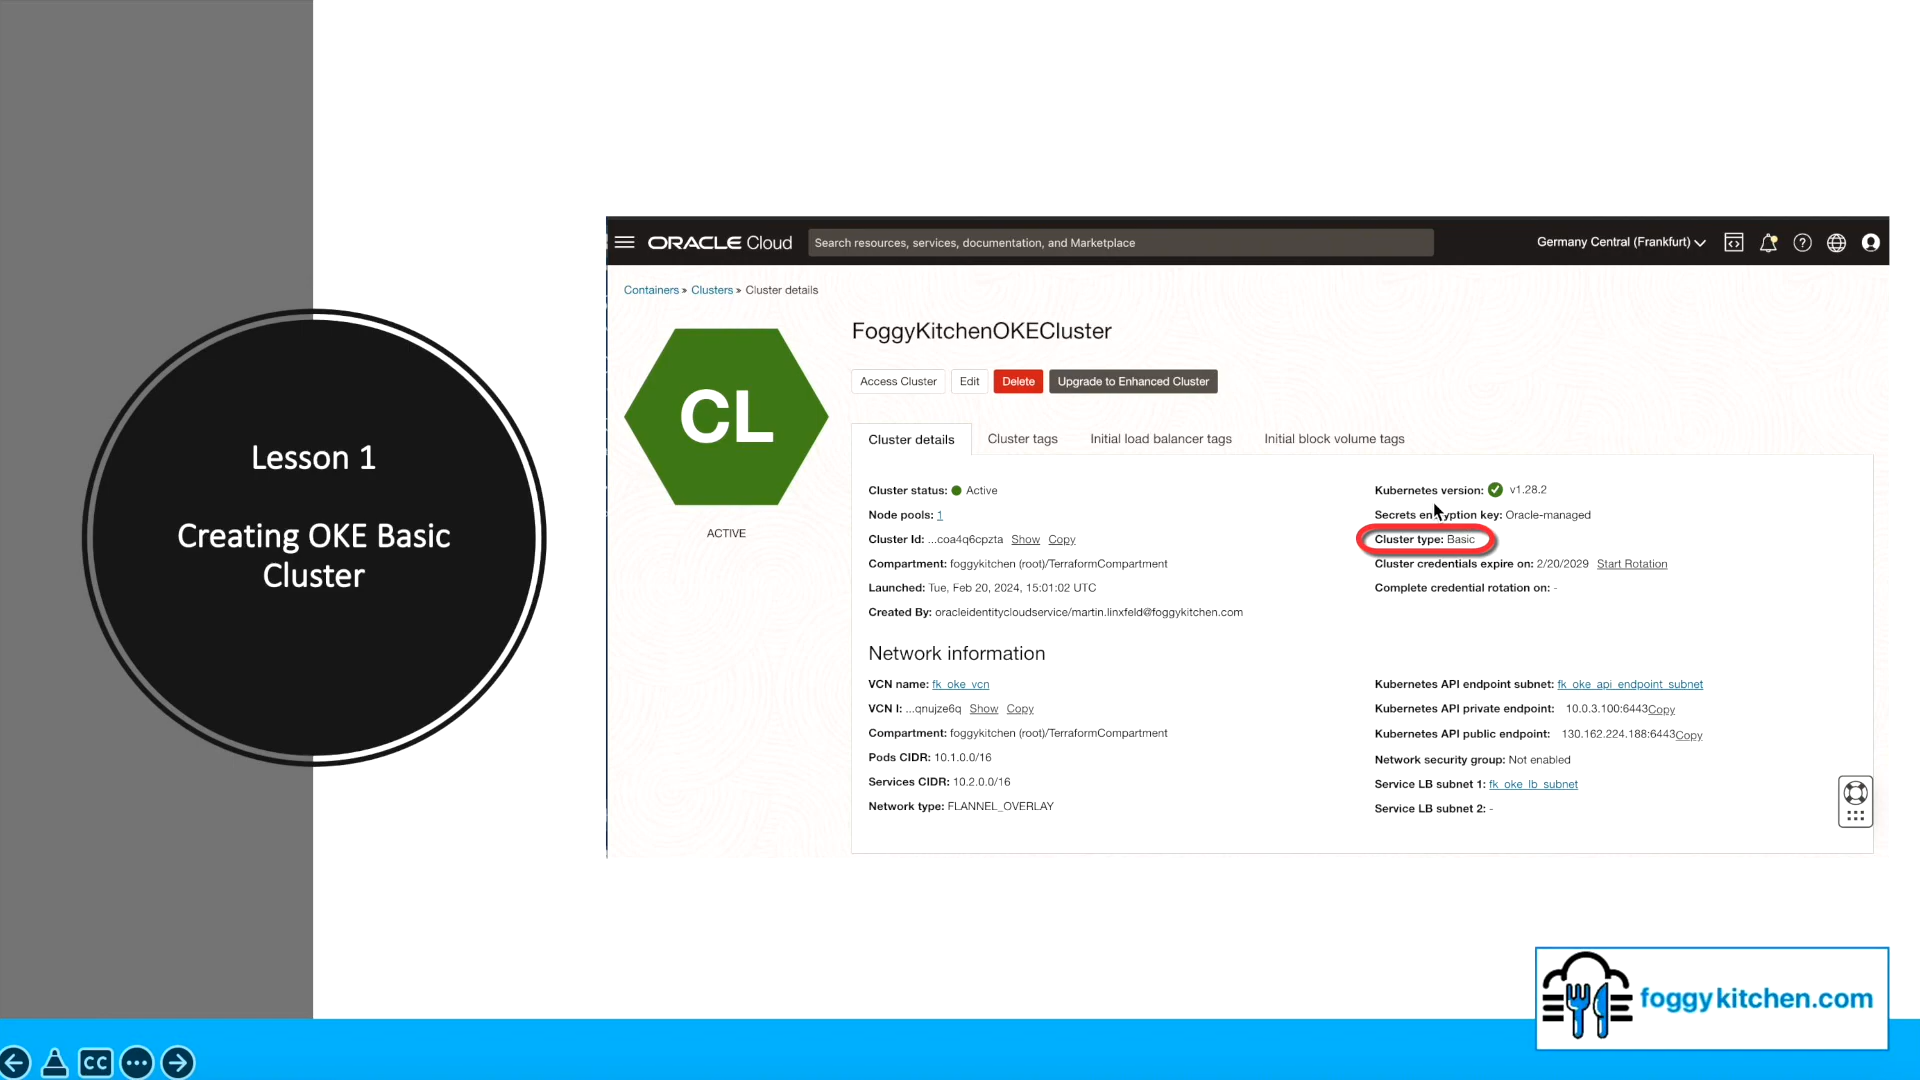 Lesson 1
Creating OKE Basic
Cluster
ORACLE Cloud
Search resources, services, documentation, and Marketplace
Germany Central (Frankfurt)
Containers » Clusters » Cluster details
CL
ACTIVE
FoggyKitchenOKECluster
Access Cluster
Edit
Delete
Upgrade to Enhanced Cluster
Cluster details
Cluster tags
Initial load balancer tags
Initial block volume tags
Cluster status: Active
Node pools: 1
Cluster Id: ...coa4q6cpzta Show Copy
Compartment: foggykitchen (root)/TerraformCompartment
Launched: Tue, Feb 20, 2024, 15:01:02 UTC
Created By: oracleidentitycloudservice/martin.linxfeld@foggykitchen.com
Kubernetes version: v1.28.2
Secrets encryption key: Oracle-managed
Cluster type: Basic
Cluster credentials expire on: 2/20/2029 Start Rotation
Complete credential rotation on: -
Network information
VCN name: fk_oke_vcn
VCN I: ...qnujze6q Show Copy
Compartment: foggykitchen (root)/TerraformCompartment
Pods CIDR: 10.1.0.0/16
Services CIDR: 10.2.0.0/16
Network type: FLANNEL_OVERLAY
Kubernetes API endpoint subnet: fk_oke_api_endpoint_subnet
Kubernetes API private endpoint: 10.0.3.100:6443 Copy
Kubernetes API public endpoint: 130.162.224.188:6443 Copy
Network security group: Not enabled
Service LB subnet 1: fk_oke_lb_subnet
Service LB subnet 2: -
foggykitchen.com
CC